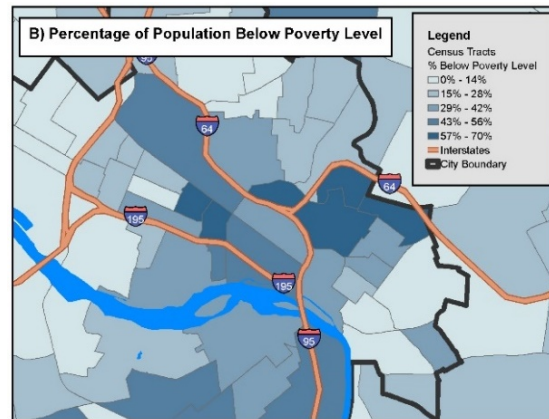 B) Percentage of Population Below Poverty Level
Legend
Census Tracts
% Below Poverty Level
0% - 14%
15% - 28%
29% - 42%
43% - 56%
57% - 70%
Interstates
City Boundary
95
64
64
195
195
95